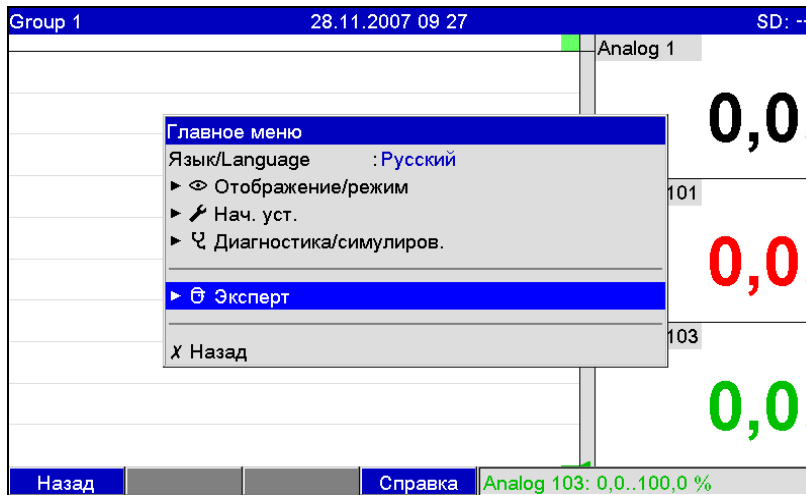 Group 1 28.11.2007 09 27 SD: --
Analog 1
0,0
Главное меню
Язык/Language :Русский
Отображение/режим
101
Нач. уст.
Диагностика/симулиров.
0,0
Эксперт
103
X Назад
0,0
Назад Справка Analog 103: 0,0..100,0 %